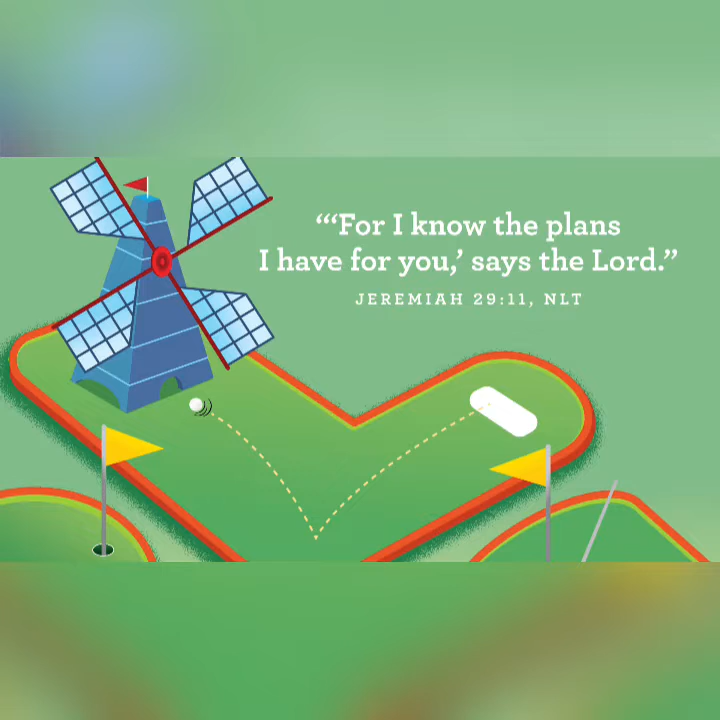 “‘For I know the plans
I have for you,’ says the Lord.”
JEREMIAH 29:11, NLT